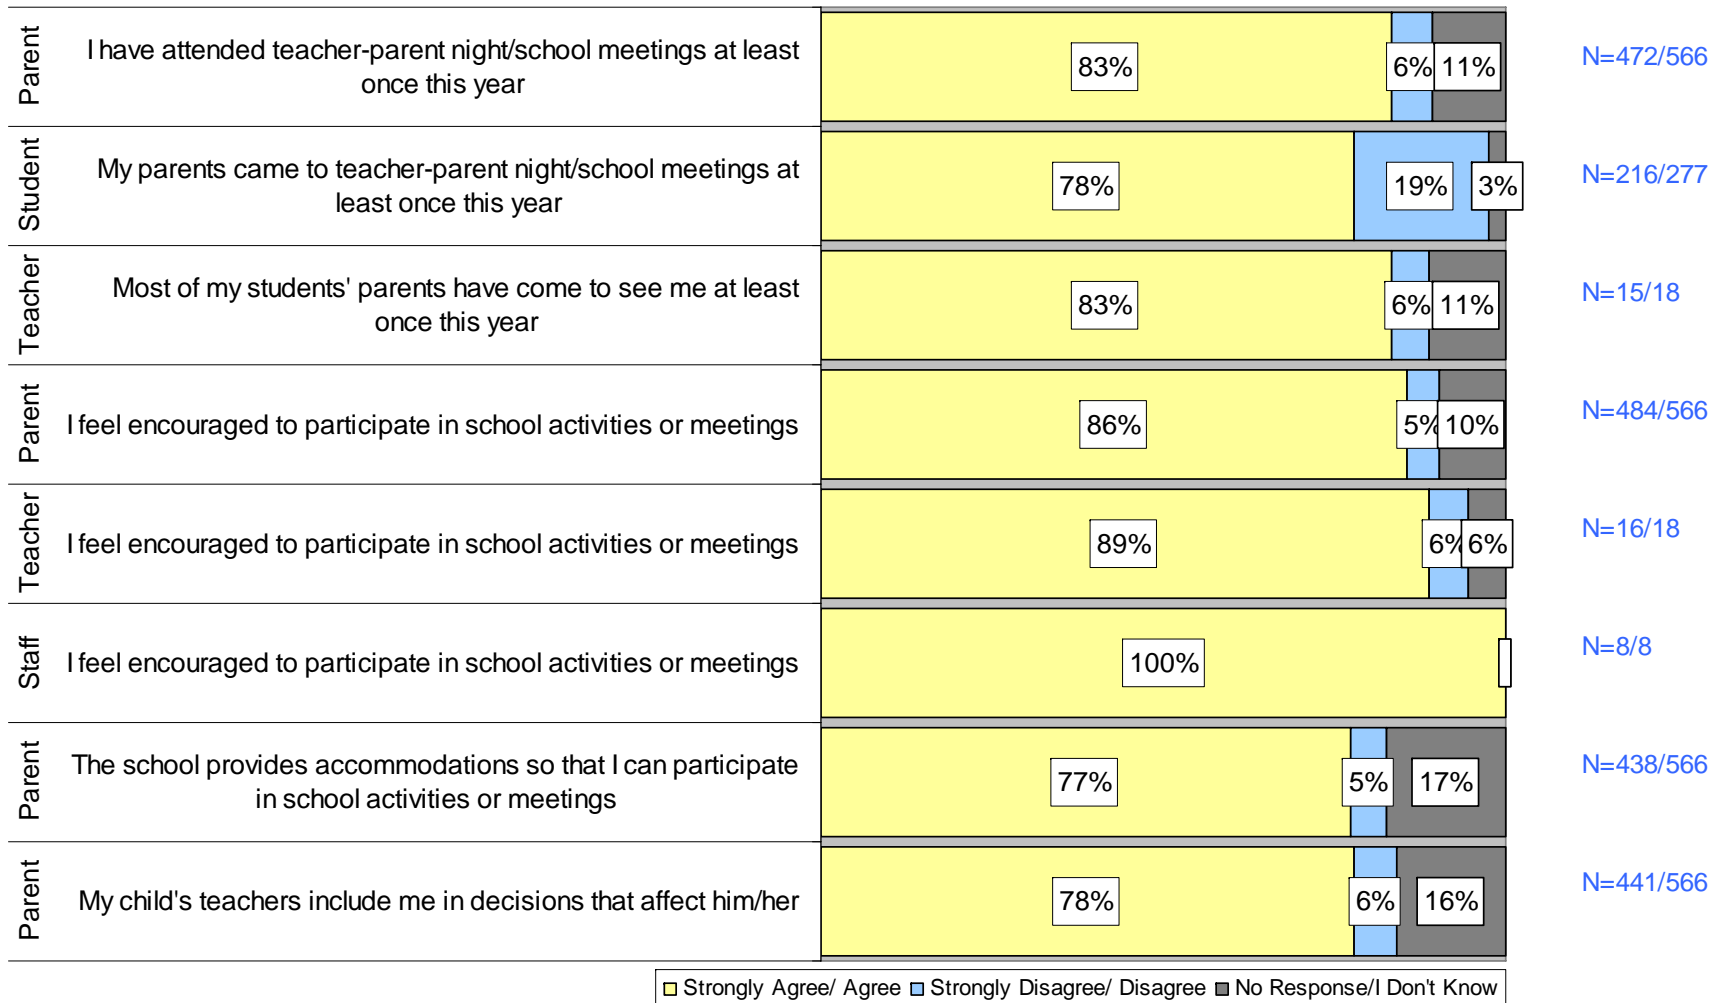 Parent
I have attended teacher-parent night/school meetings at least
once this year
83%
6%
11%
N=472/566
Student
My parents came to teacher-parent night/school meetings at
least once this year
78%
19%
3%
N=216/277
Teacher
Most of my students' parents have come to see me at least
once this year
83%
6%
11%
N=15/18
Parent
I feel encouraged to participate in school activities or meetings
86%
5%
10%
N=484/566
Teacher
I feel encouraged to participate in school activities or meetings
89%
6%
6%
N=16/18
Staff
I feel encouraged to participate in school activities or meetings
100%
N=8/8
Parent
The school provides accommodations so that I can participate
in school activities or meetings
77%
5%
17%
N=438/566
Parent
My child's teachers include me in decisions that affect him/her
78%
6%
16%
N=441/566
Strongly Agree/ Agree Strongly Disagree/ Disagree No Response/I Don't Know